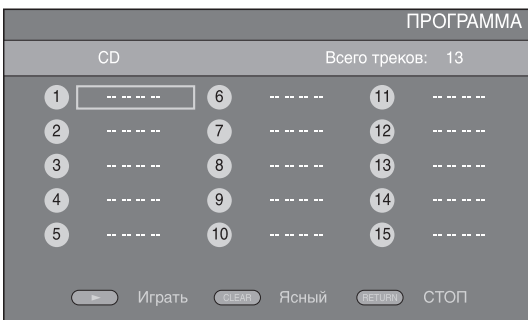 ПРОГРАММА
CD Всего треков: 13
1 -- -- -- -- 6 -- -- -- -- 11 -- -- -- --
2 -- -- -- -- 7 -- -- -- -- 12 -- -- -- --
3 -- -- -- -- 8 -- -- -- -- 13 -- -- -- --
4 -- -- -- -- 9 -- -- -- -- 14 -- -- -- --
5 -- -- -- -- 10 -- -- -- -- 15 -- -- -- --
Играть CLEAR Ясный RETURN СТОП